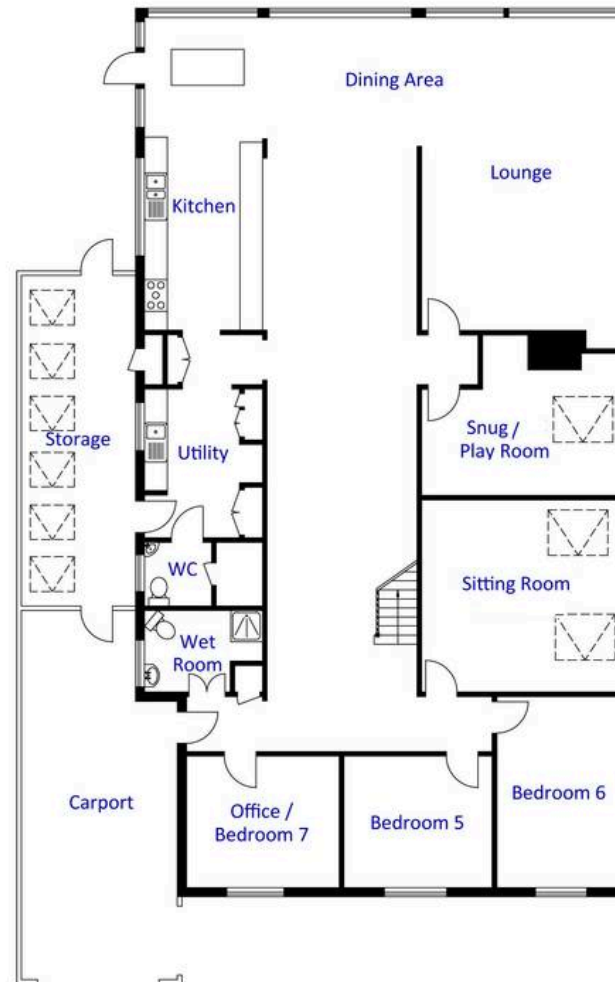 Dining Area
Lounge
Kitchen
Snug /
Play Room
Storage
Utility
WC
Sitting Room
Wet
Room
Carport
Office /
Bedroom 7
Bedroom 5
Bedroom 6